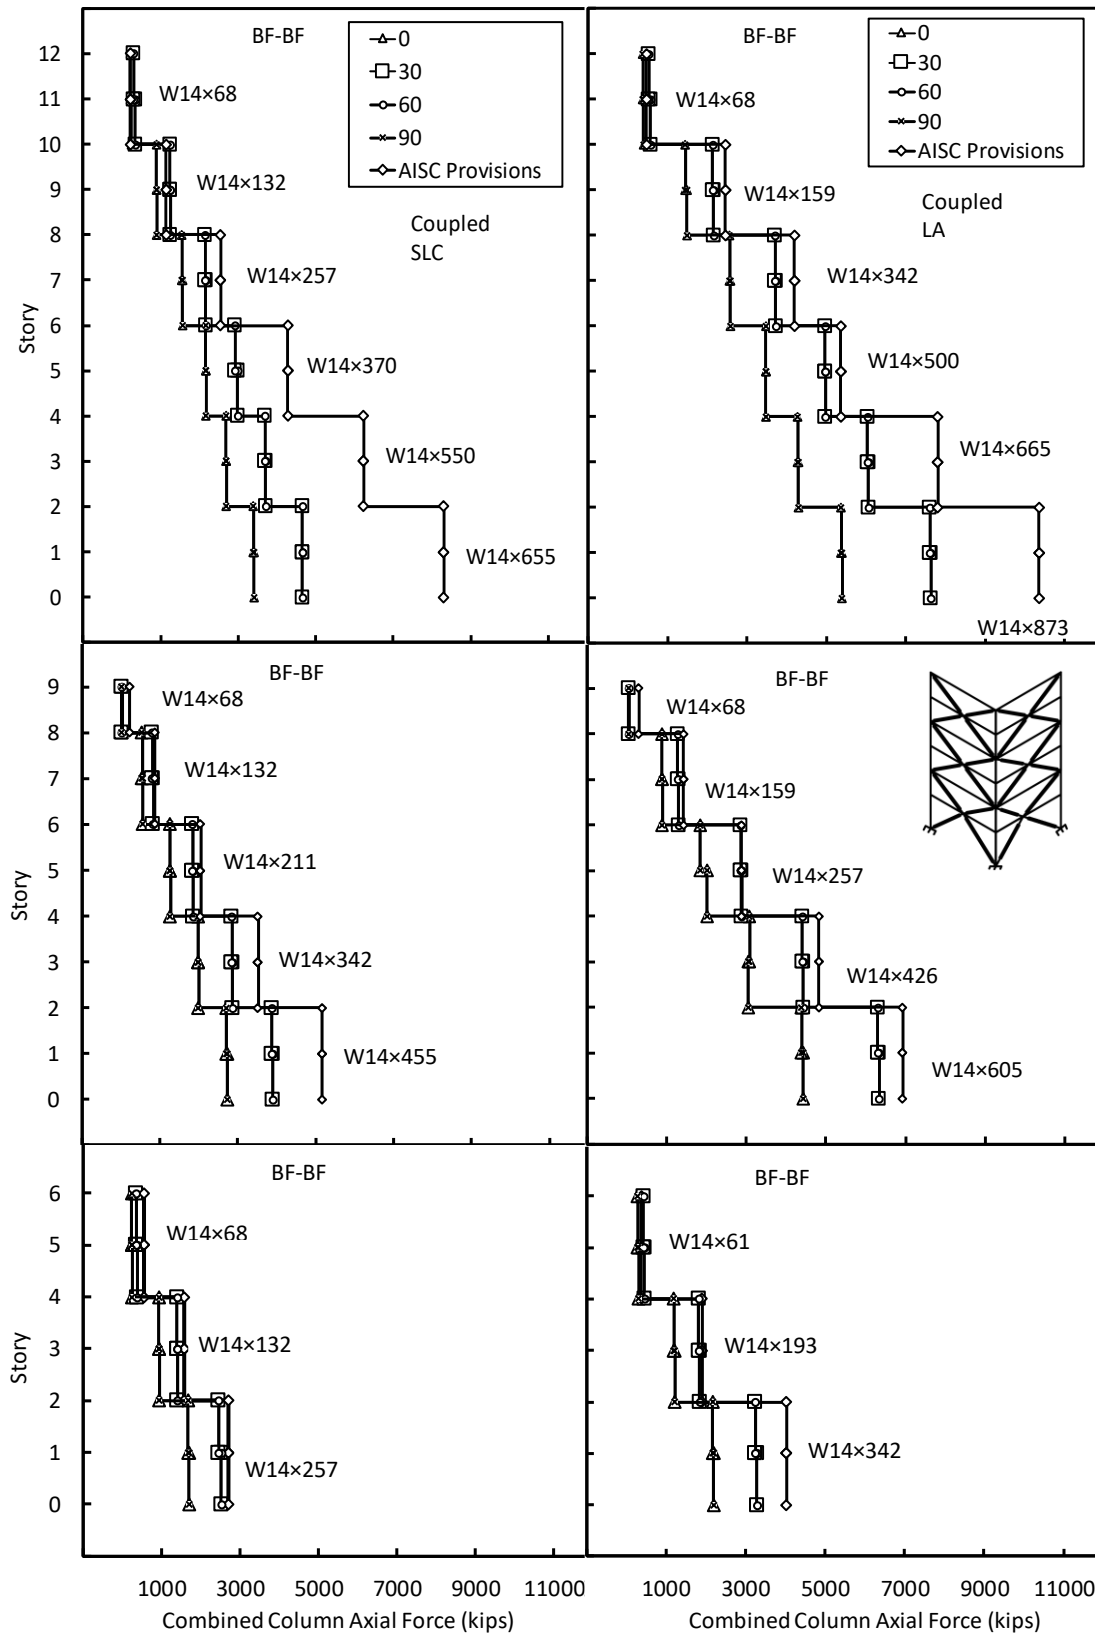 BF-BF
0
30
60
90
AISC Provisions
Coupled
SLC
W14×68
W14×132
W14×257
W14×370
W14×550
W14×655
12
11
10
9
8
7
6
5
4
3
2
1
0
Story
BF-BF
0
30
60
90
AISC Provisions
Coupled
LA
W14×68
W14×159
W14×342
W14×500
W14×665
W14×873
BF-BF
W14×68
W14×132
W14×211
W14×342
W14×455
9
8
7
6
5
4
3
2
1
0
Story
BF-BF
W14×68
W14×159
W14×257
W14×426
W14×605
BF-BF
W14×68
W14×132
W14×257
6
5
4
3
2
1
0
Story
1000 3000 5000 7000 9000 11000
Combined Column Axial Force (kips)
BF-BF
W14×61
W14×193
W14×342
1000 3000 5000 7000 9000 11000
Combined Column Axial Force (kips)